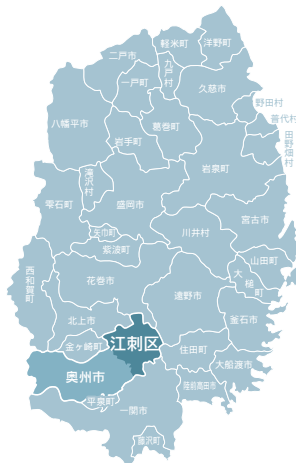 軽米町
洋野町
二戸市
九戸村
一戸町
久慈市
野田村
普代村
八幡平市
葛巻町
岩手町
田野畑村
岩泉町
滝沢村
雫石町
盛岡市
宮古市
矢巾町
川井村
紫波町
山田町
西和賀町
大槌町
花巻市
遠野市
釜石市
北上市
江刺区
金ヶ崎町
住田町
大船渡市
奥州市
陸前高田市
平泉町
一関市
藤沢町